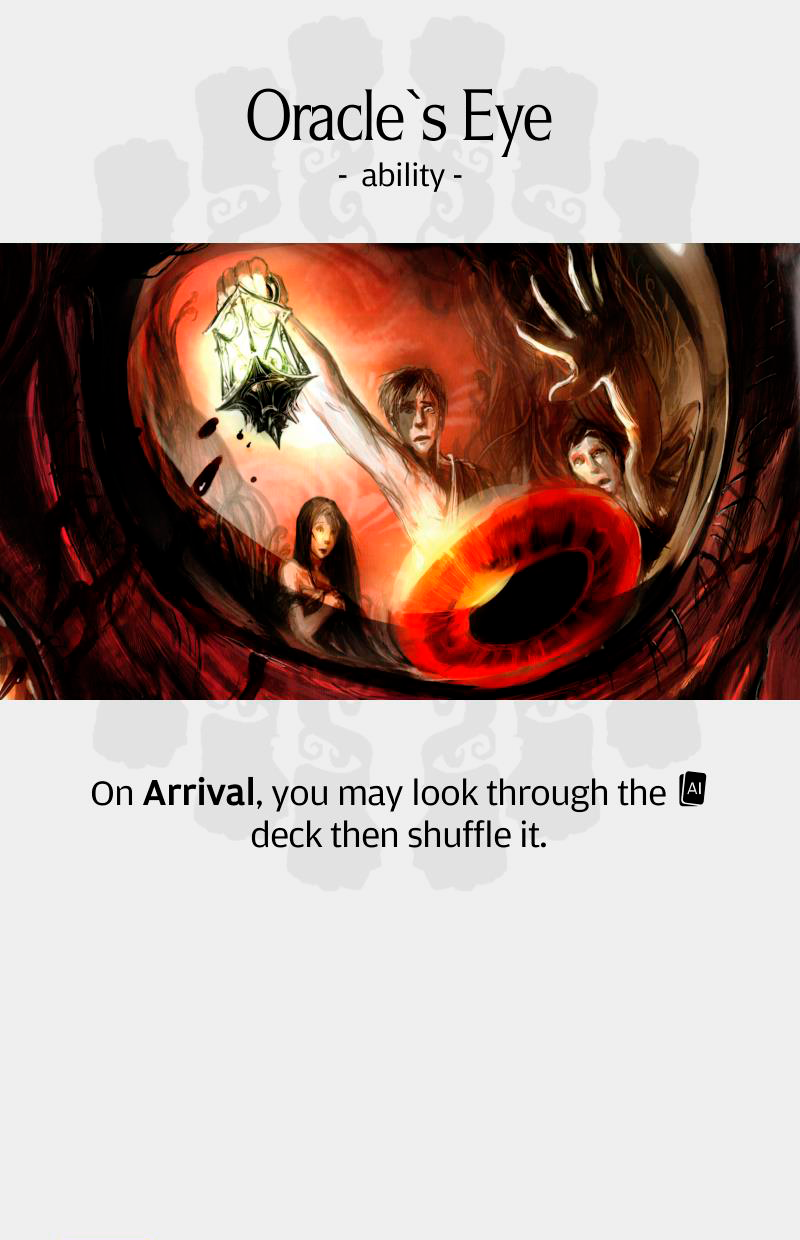 Oracle`s Eye
- ability -
On Arrival, you may look through the AI
deck then shuffle it.